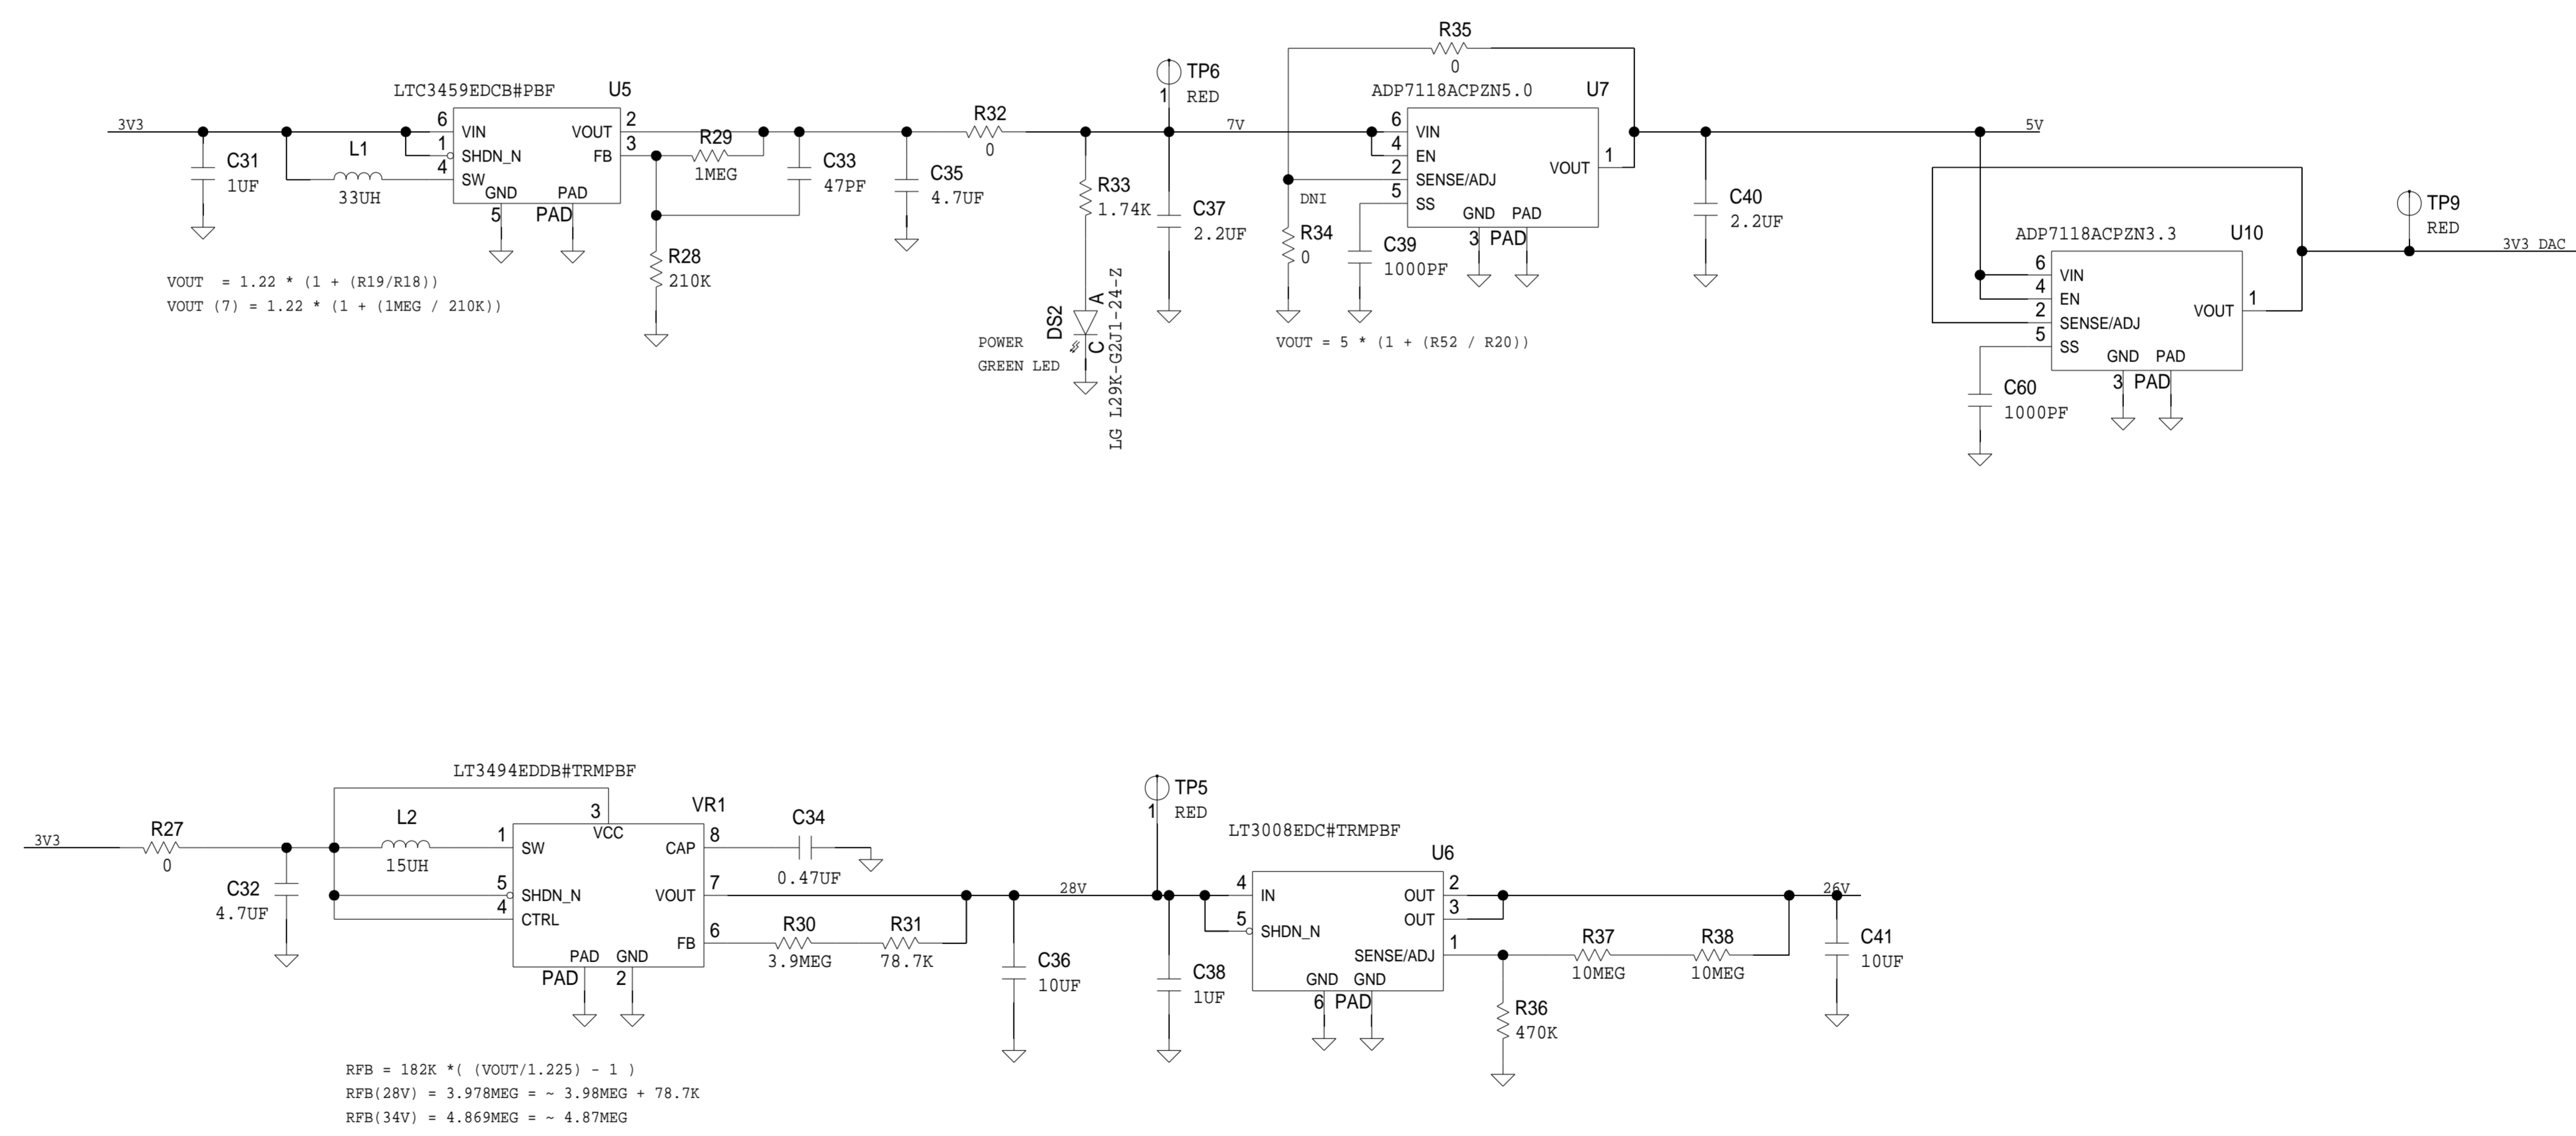 R35
0
LTC3459EDCB#PBF
U5
3V3
C31
1UF
L1
33UH
6
1
4
VIN
SHDN_N
SW
VOUT
FB
GND
PAD
5
PAD
2
3
R29
1MEG
C33
47PF
R28
210K
C35
4.7UF
R32
0
VOUT  = 1.22 * (1 + (R19/R18))
VOUT (7) = 1.22 * (1 + (1MEG / 210K))
TP6
1
RED
7V
R33
1.74K
C37
2.2UF
DS2
A
C
LG L29K-G2J1-24-Z
POWER
GREEN LED
ADP7118ACPZN5.0
U7
6
4
2
5
VIN
EN
SENSE/ADJ
SS
VOUT
1
GND
PAD
3
PAD
DNI
R34
0
C39
1000PF
VOUT = 5 * (1 + (R52 / R20))
C40
2.2UF
5V
ADP7118ACPZN3.3
U10
6
4
2
5
VIN
EN
SENSE/ADJ
SS
VOUT
1
GND
PAD
3
PAD
C60
1000PF
TP9
RED
3V3 DAC
LT3494EDDB#TRMPBF
VR1
3V3
R27
0
C32
4.7UF
L2
15UH
3
VCC
1
5
4
SW
SHDN_N
CTRL
CAP
VOUT
FB
8
7
6
PAD
GND
PAD
2
C34
0.47UF
R30
3.9MEG
R31
78.7K
28V
C36
10UF
TP5
1
RED
C38
1UF
LT3008EDC#TRMPBF
U6
4
5
IN
SHDN_N
OUT
OUT
SENSE/ADJ
2
3
1
GND
GND
6
PAD
R37
10MEG
R38
10MEG
R36
470K
26V
C41
10UF
RFB = 182K *( (VOUT/1.225) - 1 )
RFB(28V) = 3.978MEG = ~ 3.98MEG + 78.7K
RFB(34V) = 4.869MEG = ~ 4.87MEG